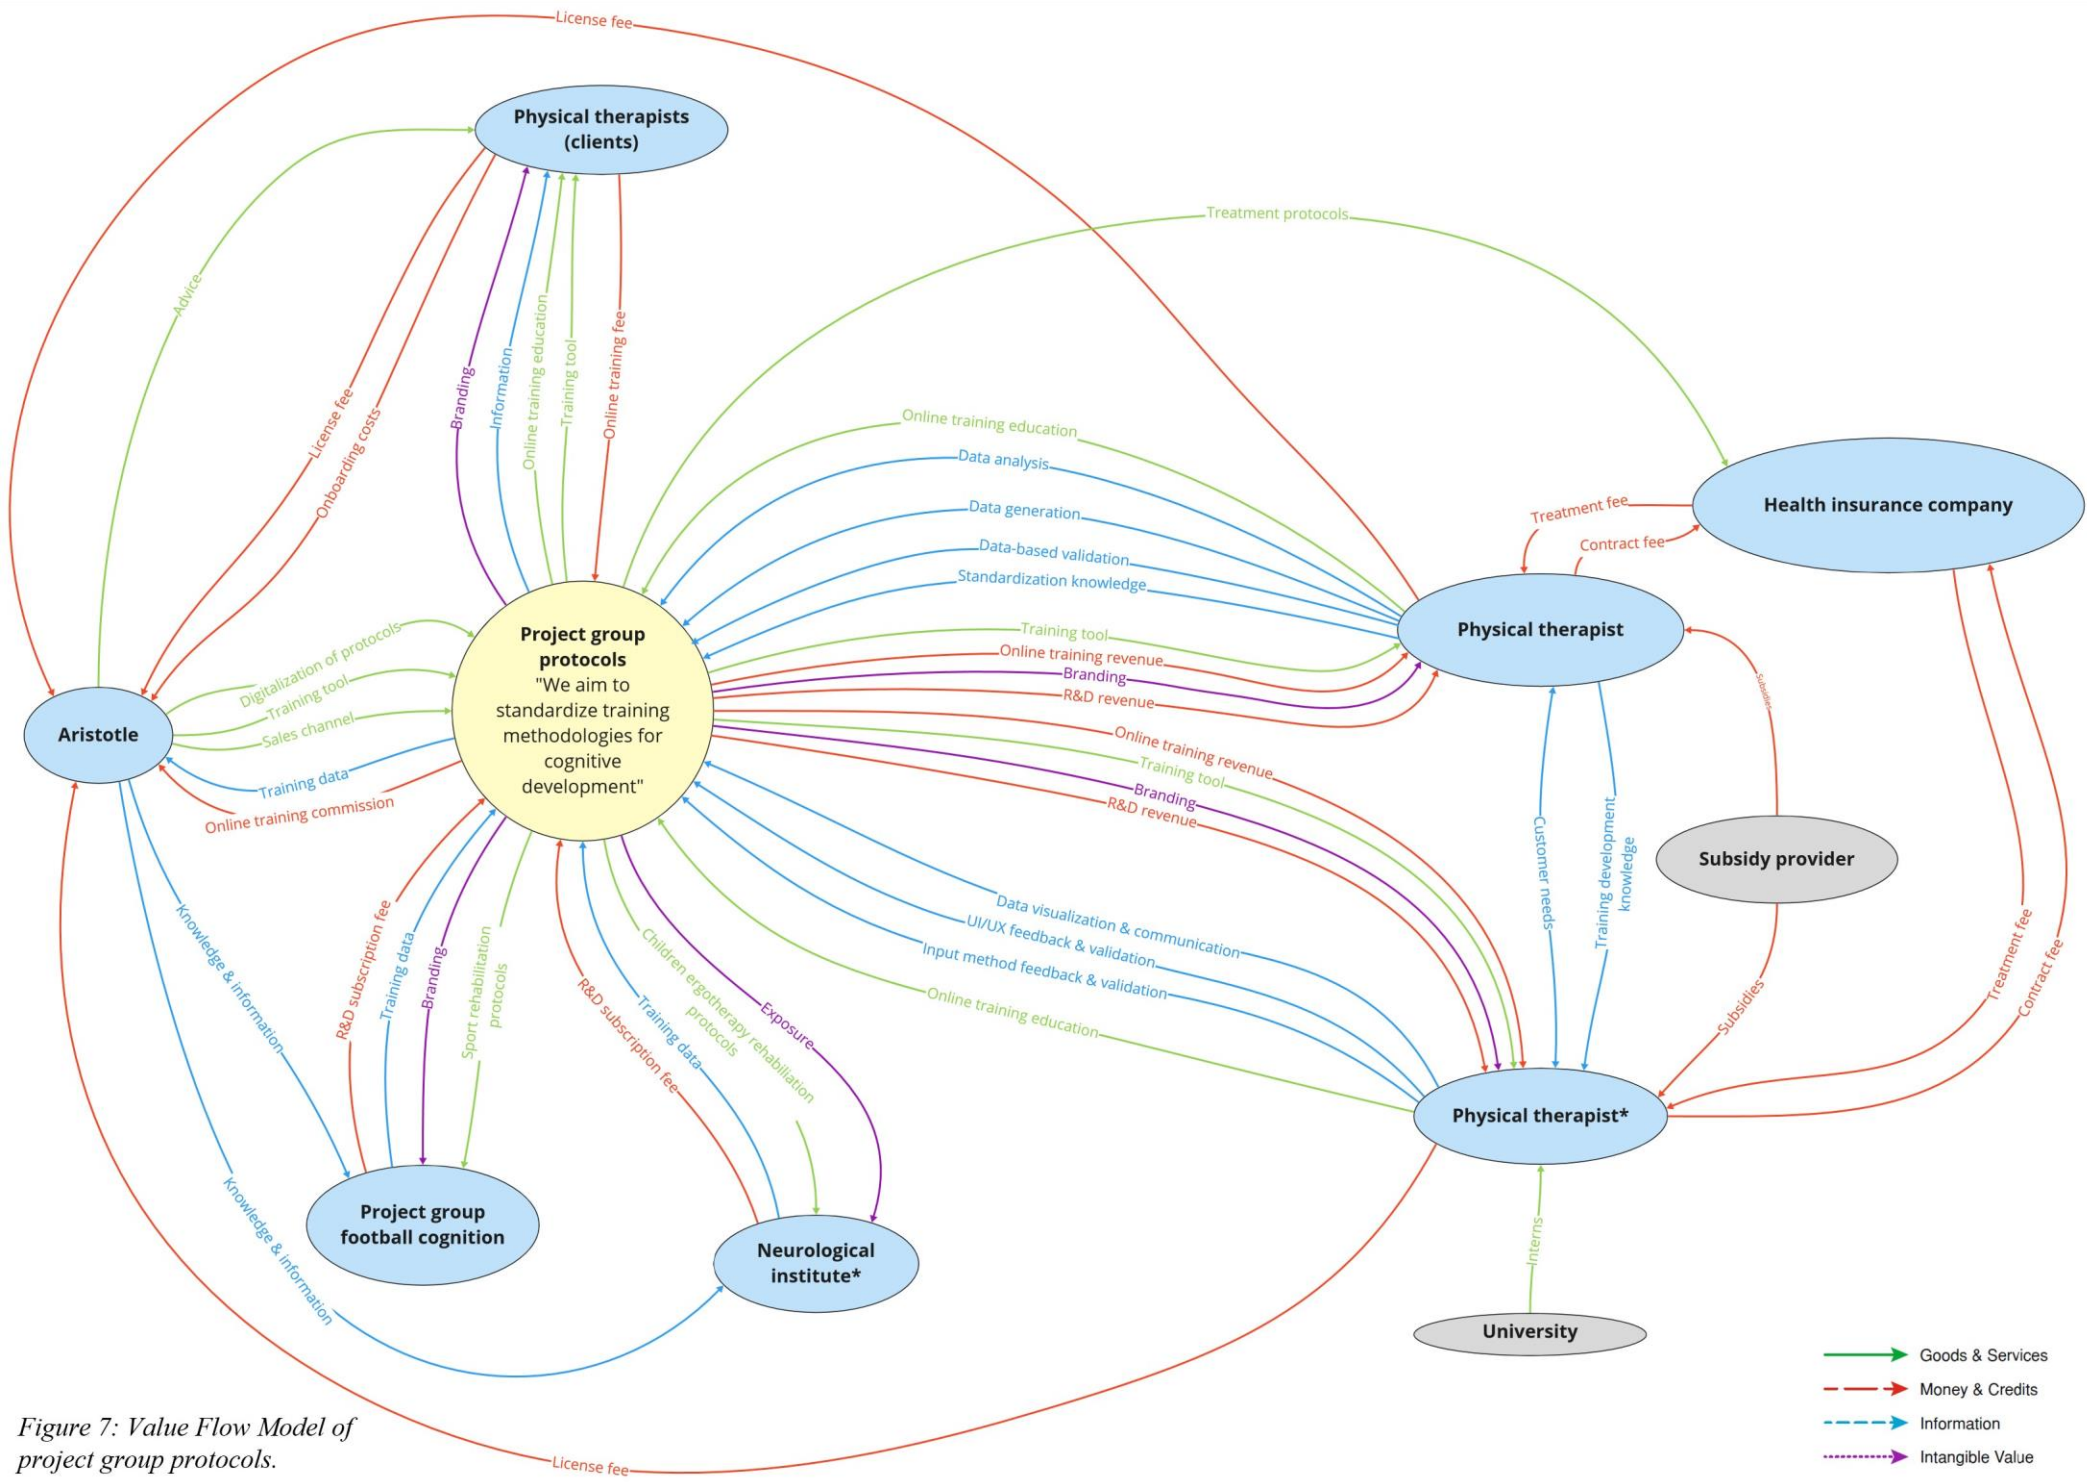 License fee
Physical therapists
(clients)
Treatment protocols
Advice
License fee
Onboarding costs
Branding
Information
Online training education
Training tool
Online training fee
Online training education
Data analysis
Data generation
Data-based validation
Standardization knowledge
Health insurance company
Treatment fee
Contract fee
Physical therapist
Project group
protocols
"We aim to
standardize training
methodologies for
cognitive
development"
Training tool
Online training revenue
Branding
R&D revenue
Digitalization of protocols
Training tool
Sales channel
Aristotle
Training data
Online training commission
Online training revenue
Training tool
Branding
R&D revenue
Subsidies
Subsidy provider
Customer needs
Training development
knowledge
Data visualization & communication
UI/UX feedback & validation
Input method feedback & validation
Online training education
Knowledge & information
R&D subscription fee
Training data
Branding
Sport rehabilitation
protocols
R&D subscription fee
Training data
Children ergotherapy rehabiliation
protocols
Exposure
Subsidies
Treatment fee
Contract fee
Physical therapist*
Project group
football cognition
Neurological
institute*
Knowledge & information
Interns
University
License fee
Goods & Services
Money & Credits
Information
Intangible Value
Figure 7: Value Flow Model of
project group protocols.